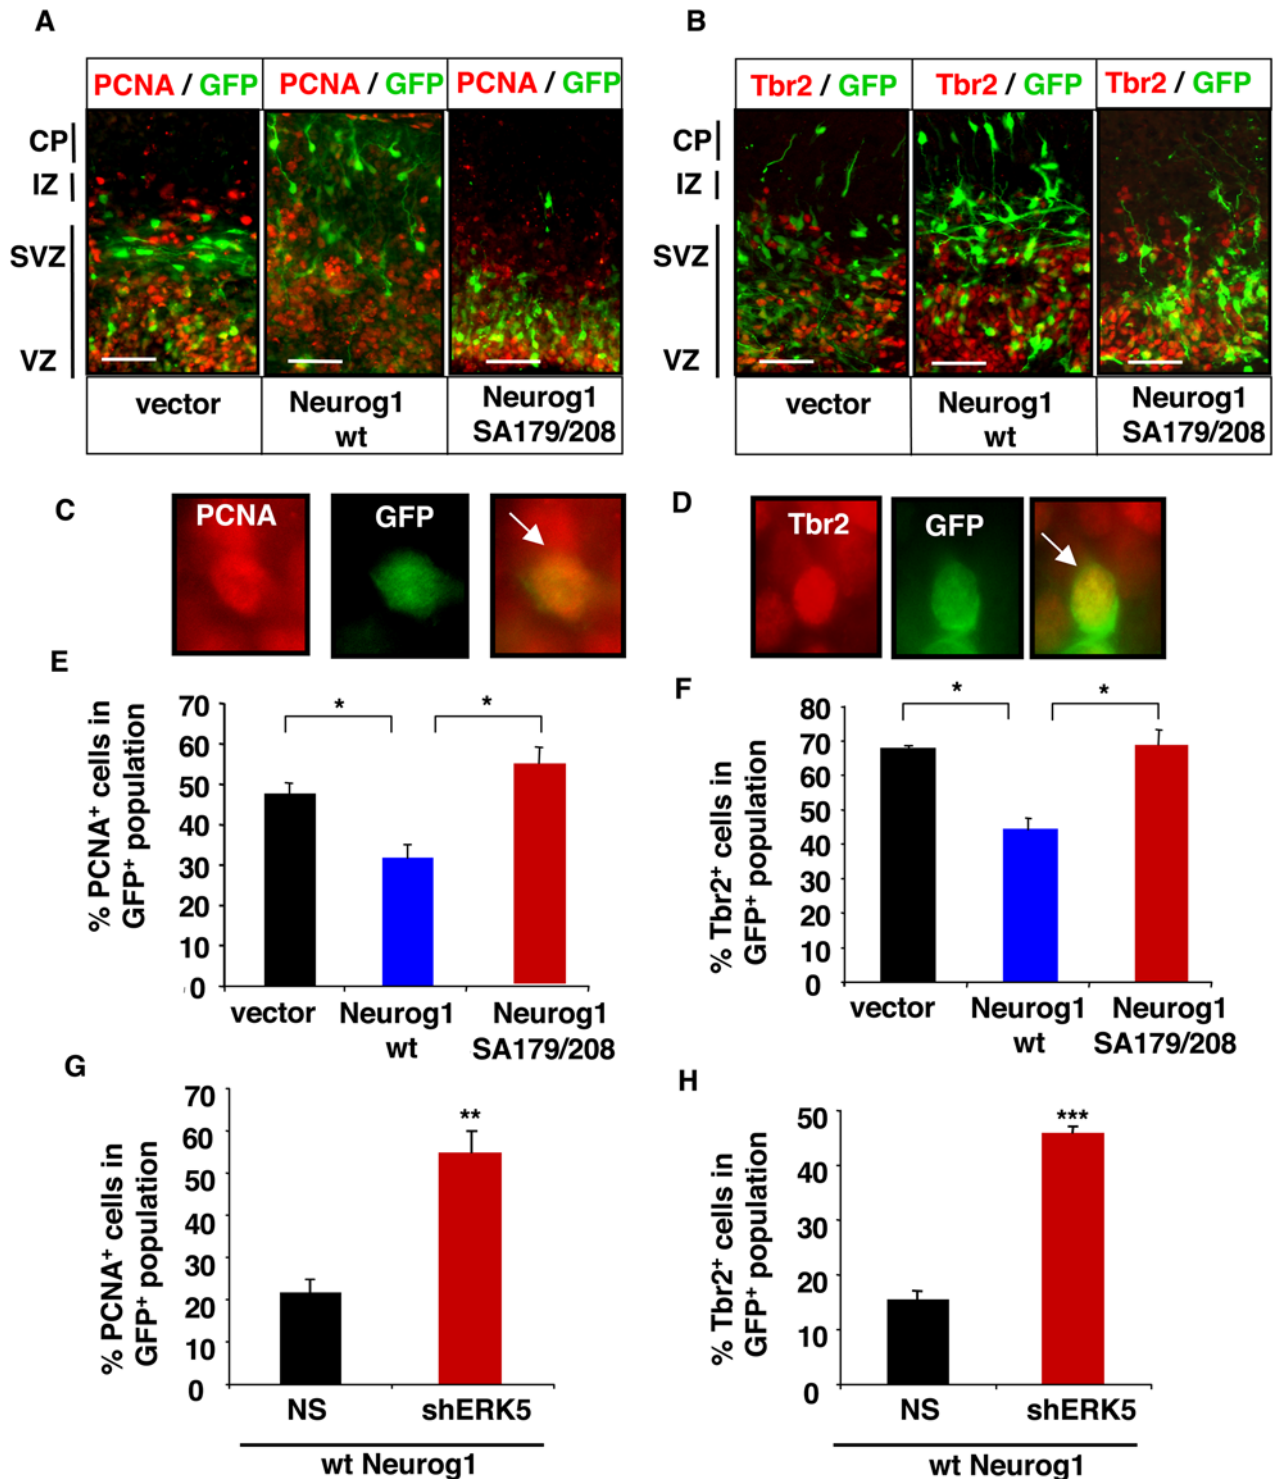 A
B
PCNA / GFP
PCNA / GFP
PCNA / GFP
Tbr2 / GFP
Tbr2 / GFP
Tbr2 / GFP
CP
IZ
SVZ
VZ
CP
IZ
SVZ
VZ
vector
Neurog1
wt
Neurog1
SA179/208
vector
Neurog1
wt
Neurog1
SA179/208
C
PCNA
GFP
D
Tbr2
GFP
E
% PCNA⁺ cells in
GFP⁺ population
70
60
50
40
30
20
10
0
*
*
vector
Neurog1
wt
Neurog1
SA179/208
F
% Tbr2⁺ cells in
GFP⁺ population
80
70
60
50
40
30
20
10
0
*
*
vector
Neurog1
wt
Neurog1
SA179/208
G
% PCNA⁺ cells in
GFP⁺ population
70
60
50
40
30
20
10
0
**
NS
shERK5
wt Neurog1
H
% Tbr2⁺ cells in
GFP⁺ population
50
40
30
20
10
0
***
NS
shERK5
wt Neurog1